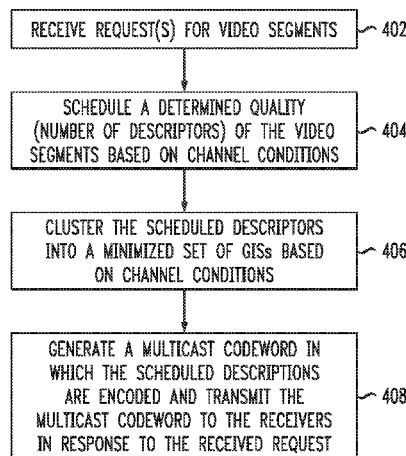 RECEIVE REQUEST(S) FOR VIDEO SEGMENTS
402
SCHEDULE A DETERMINED QUALITY
(NUMBER OF DESCRIPTORS) OF THE VIDEO
SEGMENTS BASED ON CHANNEL CONDITIONS
404
CLUSTER THE SCHEDULED DESCRIPTORS
INTO A MINIMIZED SET OF GISs BASED
ON CHANNEL CONDITIONS
406
GENERATE A MULTICAST CODEWORD IN
WHICH THE SCHEDULED DESCRIPTIONS
ARE ENCODED AND TRANSMIT THE
MULTICAST CODEWORD TO THE RECEIVERS
IN RESPONSE TO THE RECEIVED REQUEST
408